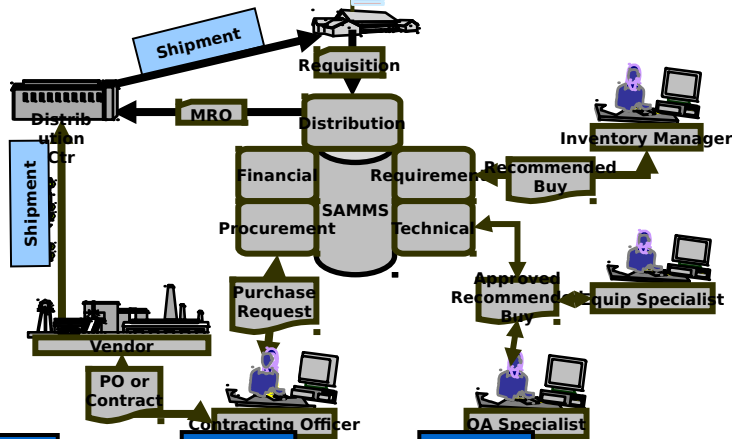 Shipment
Requisition
MRO
Distribution
Distrib
ution
Ctr
Inventory Manager
Financial
Requiremen
Recommended
Buy
Shipment
SAMMS
Procurement
Technical
Purchase
Request
Approved
Recommended
Buy
Equip Specialist
Vendor
PO or
Contract
Contracting Officer
QA Specialist